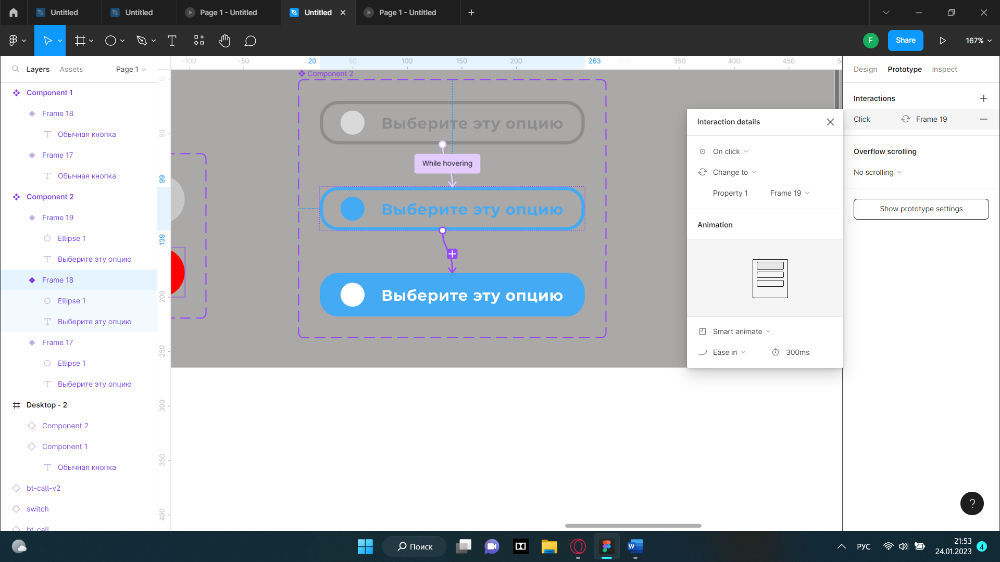 Untitled
Untitled
Page 1 - Untitled
Untitled
Page 1 - Untitled
F
Share
167%
Layers
Assets
Page 1
Component 1
Frame 18
Обычная кнопка
Frame 17
Обычная кнопка
Component 2
Frame 19
Ellipse 1
Выберите эту опцию
Frame 18
Ellipse 1
Выберите эту опцию
Frame 17
Ellipse 1
Выберите эту опцию
Desktop - 2
Component 2
Component 1
Обычная кнопка
bt-call-v2
switch
bt-call
-100
-50
20
50
100
150
200
263
300
350
400
450
0
50
99
139
200
250
300
350
400
Component 2
Выберите эту опцию
While hovering
Выберите эту опцию
Выберите эту опцию
Interaction details
On click
Change to
Property 1
Frame 19
Animation
Smart animate
Ease in
300ms
Design
Prototype
Inspect
Interactions
Click
Frame 19
Overflow scrolling
No scrolling
Show prototype settings
?
Поиск
W
РУС
21:53
24.01.2023
4